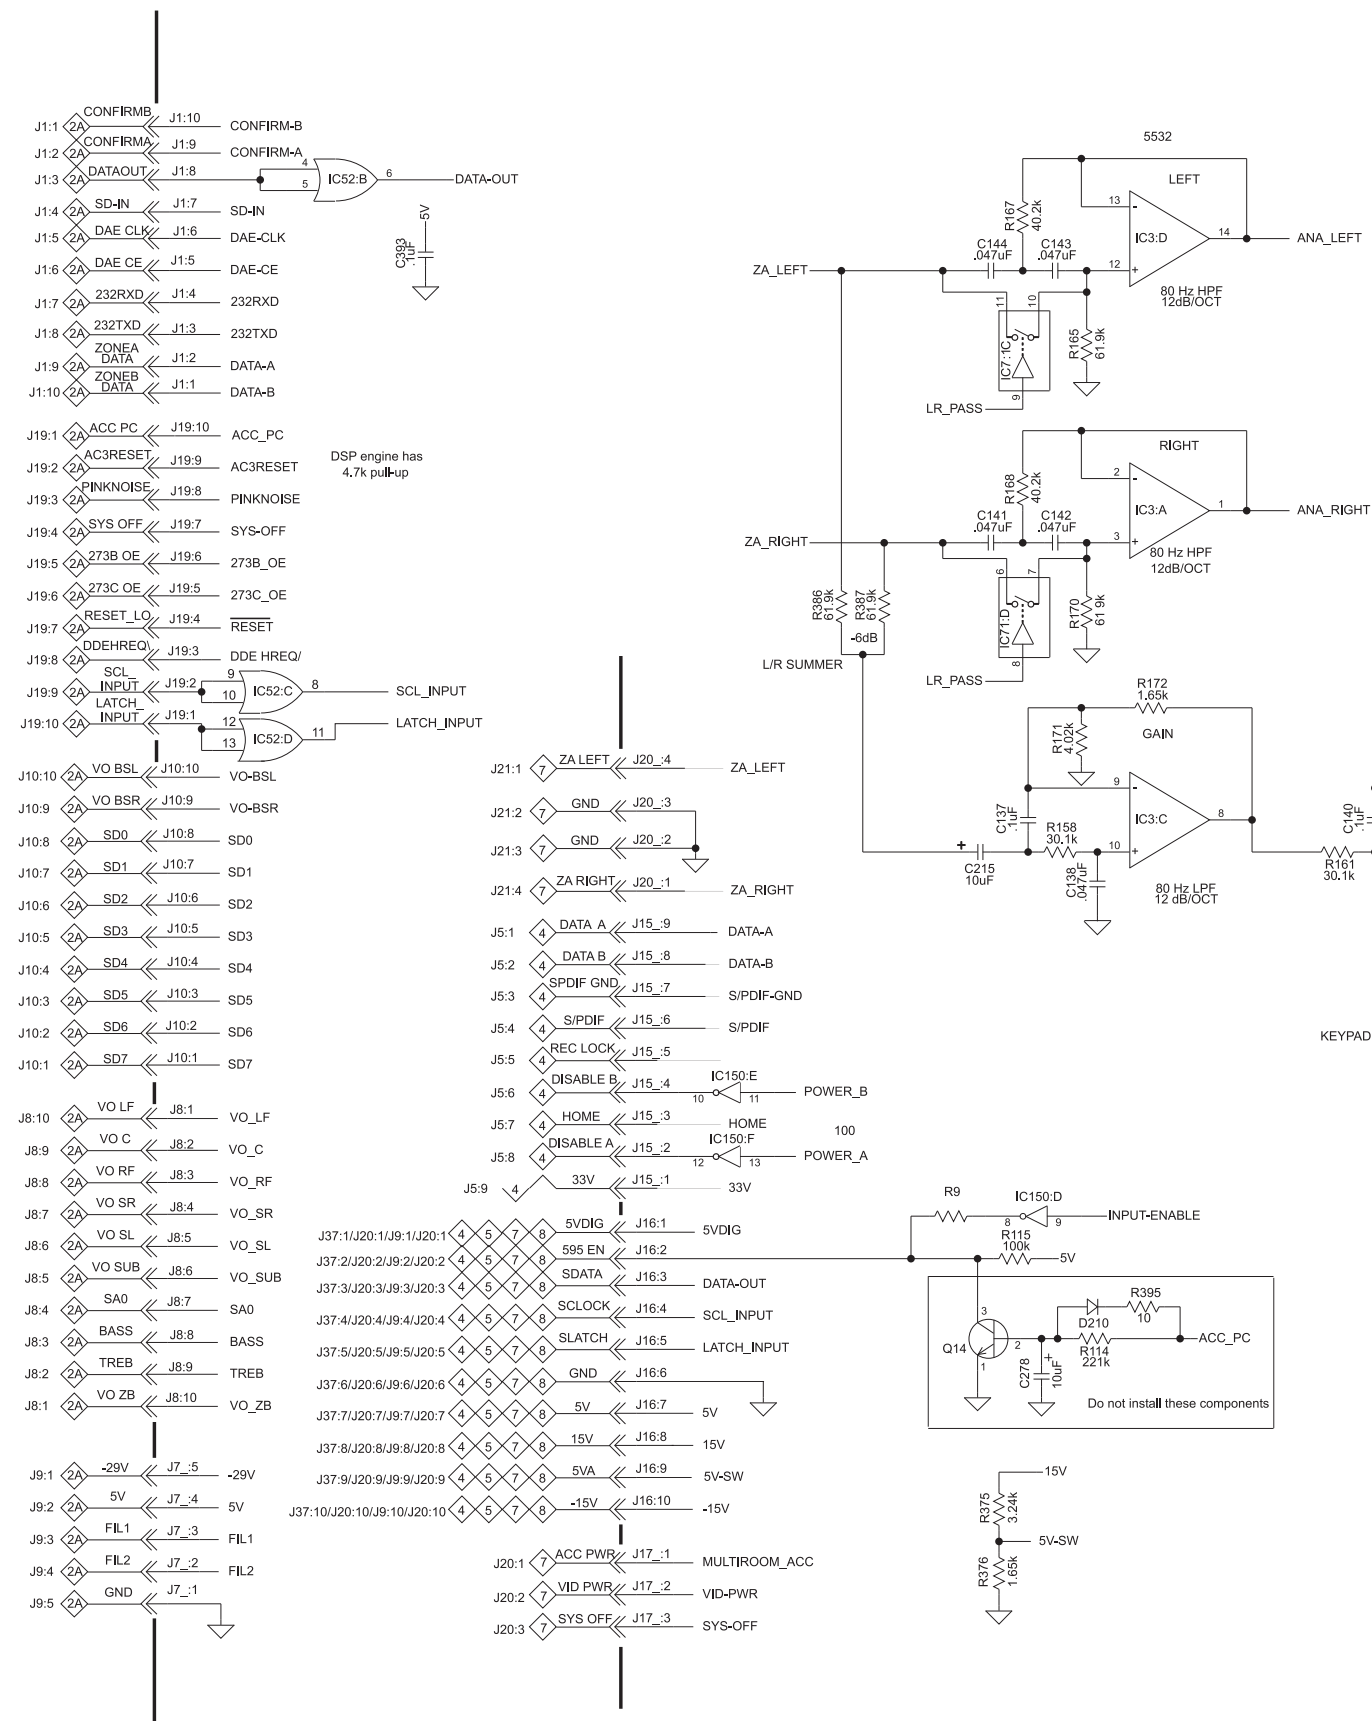 CONFIRMB
J1:1 2A J1:10 CONFIRM-B
CONFIRMA
J1:2 2A J1:9 CONFIRM-A
DATAOUT
J1:3 2A J1:8
4
5
IC52:B
6
DATA-OUT
SD-IN
J1:4 2A J1:7 SD-IN
DAE CLK
J1:5 2A J1:6 DAE-CLK
DAE CE
J1:6 2A J1:5 DAE-CE
232RXD
J1:7 2A J1:4 232RXD
232TXD
J1:8 2A J1:3 232TXD
ZONEA
DATA
J1:9 2A J1:2 DATA-A
ZONEB
DATA
J1:10 2A J1:1 DATA-B
5V
C393
.1uF
ACC PC
J19:1 2A J19:10 ACC_PC
AC3RESET
J19:2 2A J19:9 AC3RESET
PINKNOISE
J19:3 2A J19:8 PINKNOISE
SYS OFF
J19:4 2A J19:7 SYS-OFF
273B OE
J19:5 2A J19:6 273B_OE
273C OE
J19:6 2A J19:5 273C_OE
RESET_LO
J19:7 2A J19:4 RESET
DDEHREQ\
J19:8 2A J19:3 DDE HREQ/
SCL_
INPUT
J19:9 2A J19:2
9
10
IC52:C
8
SCL_INPUT
LATCH_
INPUT
J19:10 2A J19:1
12
13
IC52:D
11
LATCH_INPUT
DSP engine has
4.7k pull-up
VO BSL
J10:10 2A J10:10 VO-BSL
VO BSR
J10:9 2A J10:9 VO-BSR
SD0
J10:8 2A J10:8 SD0
SD1
J10:7 2A J10:7 SD1
SD2
J10:6 2A J10:6 SD2
SD3
J10:5 2A J10:5 SD3
SD4
J10:4 2A J10:4 SD4
SD5
J10:3 2A J10:3 SD5
SD6
J10:2 2A J10:2 SD6
SD7
J10:1 2A J10:1 SD7
VO LF
J8:10 2A J8:1 VO_LF
VO C
J8:9 2A J8:2 VO_C
VO RF
J8:8 2A J8:3 VO_RF
VO SR
J8:7 2A J8:4 VO_SR
VO SL
J8:6 2A J8:5 VO_SL
VO SUB
J8:5 2A J8:6 VO_SUB
SA0
J8:4 2A J8:7 SA0
BASS
J8:3 2A J8:8 BASS
TREB
J8:2 2A J8:9 TREB
VO ZB
J8:1 2A J8:10 VO_ZB
-29V
J9:1 2A J7_:5 -29V
5V
J9:2 2A J7_:4 5V
FIL1
J9:3 2A J7_:3 FIL1
FIL2
J9:4 2A J7_:2 FIL2
GND
J9:5 2A J7_:1
J21:1 7 ZA LEFT J20_:4 ZA_LEFT
J21:2 7 GND J20_:3
J21:3 7 GND J20_:2
J21:4 7 ZA RIGHT J20_:1 ZA_RIGHT
J5:1 4 DATA A J15_:9 DATA-A
J5:2 4 DATA B J15_:8 DATA-B
J5:3 4 SPDIF GND J15_:7 S/PDIF-GND
J5:4 4 S/PDIF J15_:6 S/PDIF
J5:5 4 REC LOCK J15_:5
J5:6 4 DISABLE B J15_:4 10 IC150:E 11 POWER_B
J5:7 4 HOME J15_:3 HOME
100
J5:8 4 DISABLE A J15_:2 12 IC150:F 13 POWER_A
J5:9 4 33V J15_:1 33V
J37:1/J20:1/J9:1/J20:1 4 5 7 8 5VDIG J16:1 5VDIG
J37:2/J20:2/J9:2/J20:2 4 5 7 8 595 EN J16:2
J37:3/J20:3/J9:3/J20:3 4 5 7 8 SDATA J16:3 DATA-OUT
J37:4/J20:4/J9:4/J20:4 4 5 7 8 SCLOCK J16:4 SCL_INPUT
J37:5/J20:5/J9:5/J20:5 4 5 7 8 SLATCH J16:5 LATCH_INPUT
J37:6/J20:6/J9:6/J20:6 4 5 7 8 GND J16:6
J37:7/J20:7/J9:7/J20:7 4 5 7 8 5V J16:7 5V
J37:8/J20:8/J9:8/J20:8 4 5 7 8 15V J16:8 15V
J37:9/J20:9/J9:9/J20:9 4 5 7 8 5VA J16:9 5V-SW
J37:10/J20:10/J9:10/J20:10 4 5 7 8 -15V J16:10 -15V
J20:1 7 ACC PWR J17_:1 MULTIROOM_ACC
J20:2 7 VID PWR J17_:2 VID-PWR
J20:3 7 SYS OFF J17_:3 SYS-OFF
5532
LEFT
R167
40.2k
13
-
IC3:D
14
ANA_LEFT
12
+
C144
.047uF
C143
.047uF
ZA_LEFT
80 Hz HPF
12dB/OCT
11
10
IC7:1C
9
R165
61.9k
LR_PASS
RIGHT
R168
40.2k
2
-
IC3:A
1
ANA_RIGHT
3
+
C141
.047uF
C142
.047uF
ZA_RIGHT
80 Hz HPF
12dB/OCT
6
7
IC71:D
8
R170
61 9k
LR_PASS
R386
61.9k
R387
61.9k
-6dB
L/R SUMMER
R172
1.65k
GAIN
R171
4.02k
9
-
IC3:C
8
10
+
C137
.1uF
R158
30.1k
C138
.047uF
+
C215
10uF
80 Hz LPF
12 dB/OCT
C140
.1uF
R161
30.1k
KEYPAD
R9
IC150:D
8
9
INPUT-ENABLE
R115
100k
5V
3
Q14
2
1
D210
R395
10
R114
221k
ACC_PC
C278
+
10uF
Do not install these components
15V
R375
3.24k
5V-SW
R376
1.65k